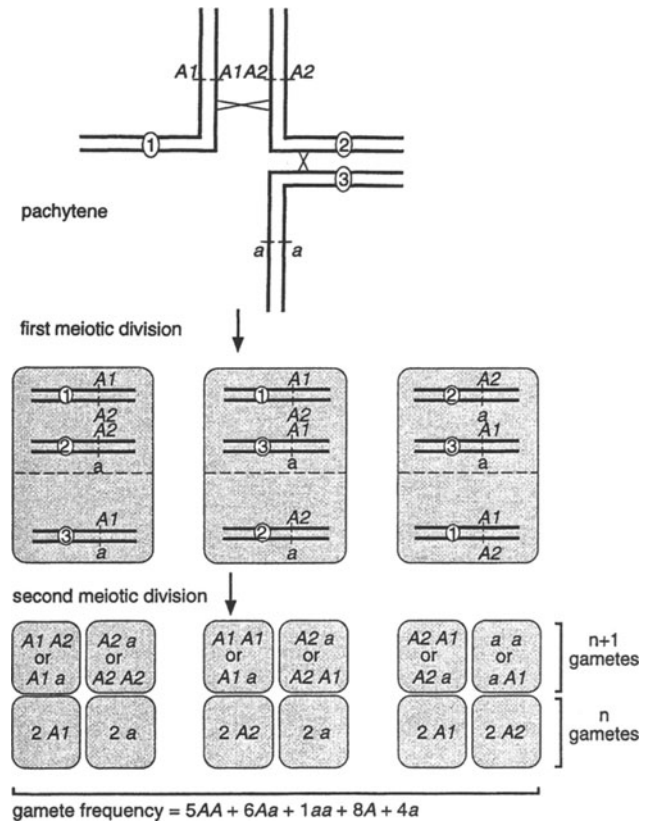 A1 A1 A2 A2
1 2
3
pachytene
a a
first meiotic division
A1 A1 A2
1 1 2
A2 A2 a
A2 A1 A1
2 3 3
a a a
A1 A2 A1
3 2 1
a a A2
second meiotic division
A1 A2 A2 a A1 A1 A2 a A2 A1 a a
or or or or or or
A1 a A2 A2 A1 a A2 A1 A2 a a A1
n+1
gametes
2 A1 2 a 2 A2 2 a 2 A1 2 A2
n
gametes
gamete frequency = 5AA + 6Aa + 1aa + 8A + 4a